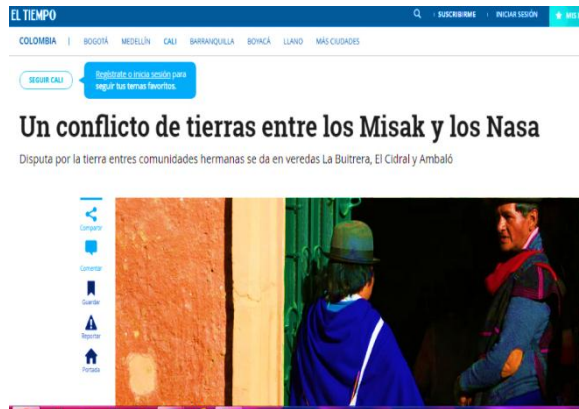 EL TIEMPO
SUSCRIBIRME
INICIAR SESIÓN
MIS
COLOMBIA | BOGOTÁ MEDELLÍN CALI BARRANQUILLA BOYACÁ LLANO MÁS CIUDADES
SEGUIR CALI
Regístrate o inicia sesión para
seguir tus temas favoritos.
Un conflicto de tierras entre los Misak y los Nasa
Disputa por la tierra entres comunidades hermanas se da en veredas La Buitrera, El Cidral y Ambaló
Compartir
Comentar
Guardar
Reportar
Portada